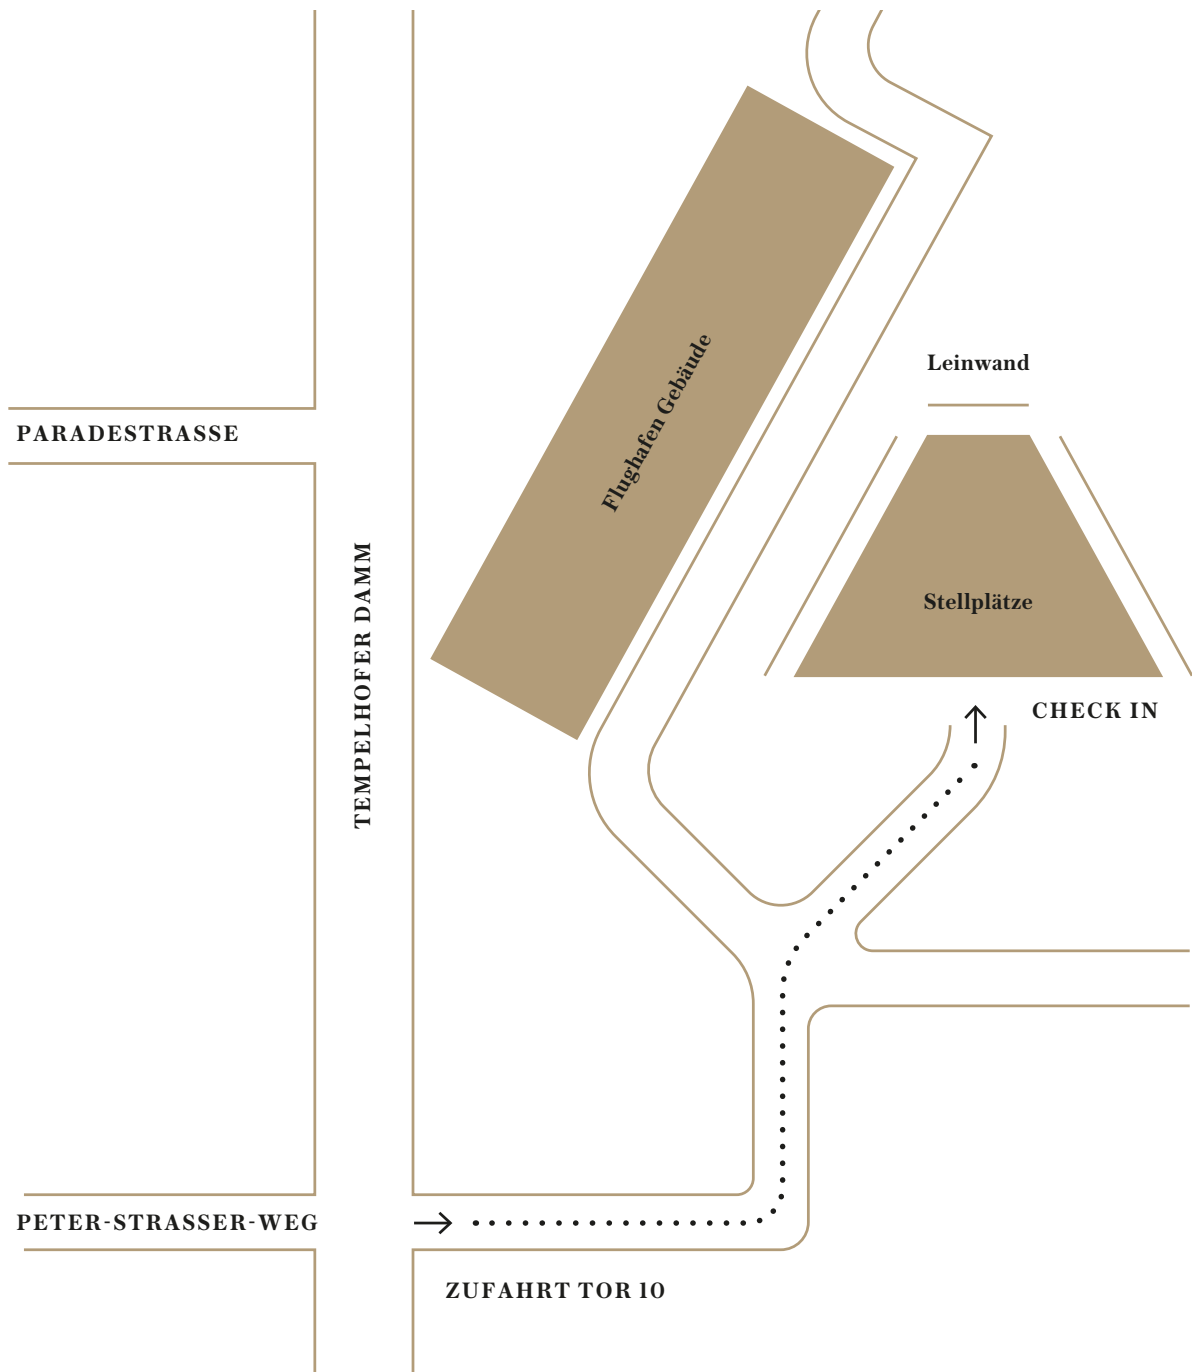 Leinwand
Flughafen Gebäude
PARADESTRASSE
Stellplätze
TEMPELHOFER DAMM
CHECK IN
PETER-STRASSER-WEG
ZUFAHRT TOR 10